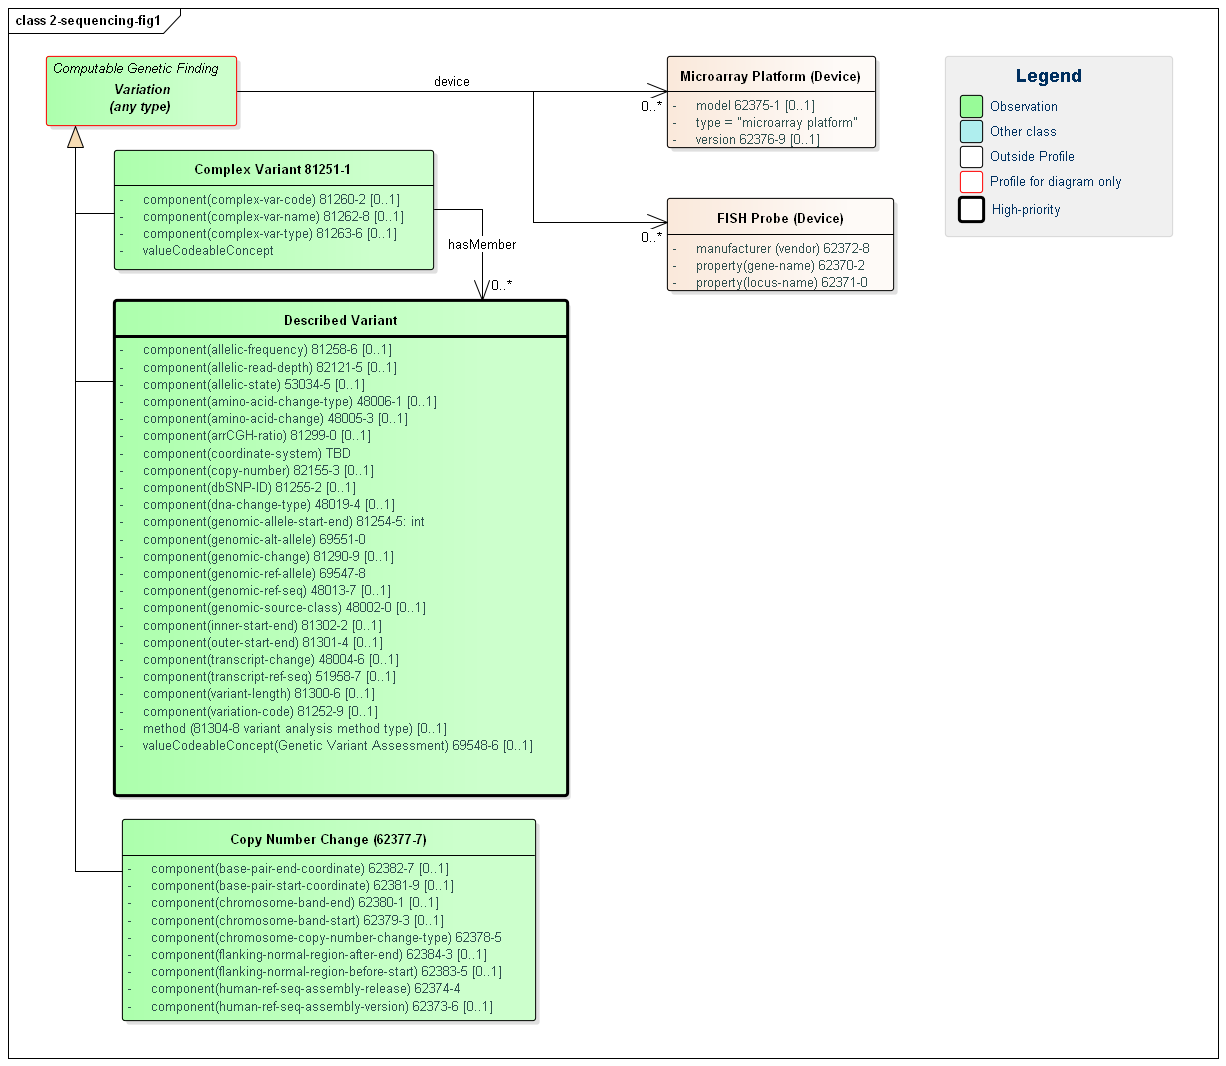 class 2-sequencing-fig1
Computable Genetic Finding
Variation
(any type)
device
0..*
Microarray Platform (Device)
- model 62375-1 [0..1]
- type = "microarray platform"
- version 62376-9 [0..1]
0..*
FISH Probe (Device)
- manufacturer (vendor) 62372-8
- property(gene-name) 62370-2
- property(locus-name) 62371-0
Legend
Observation
Other class
Outside Profile
Profile for diagram only
High-priority
Complex Variant 81251-1
- component(complex-var-code) 81260-2 [0..1]
- component(complex-var-name) 81262-8 [0..1]
- component(complex-var-type) 81263-6 [0..1]
- valueCodeableConcept
hasMember
0..*
Described Variant
- component(allelic-frequency) 81258-6 [0..1]
- component(allelic-read-depth) 82121-5 [0..1]
- component(allelic-state) 53034-5 [0..1]
- component(amino-acid-change-type) 48006-1 [0..1]
- component(amino-acid-change) 48005-3 [0..1]
- component(arrCGH-ratio) 81299-0 [0..1]
- component(coordinate-system) TBD
- component(copy-number) 82155-3 [0..1]
- component(dbSNP-ID) 81255-2 [0..1]
- component(dna-change-type) 48019-4 [0..1]
- component(genomic-allele-start-end) 81254-5: int
- component(genomic-alt-allele) 69551-0
- component(genomic-change) 81290-9 [0..1]
- component(genomic-ref-allele) 69547-8
- component(genomic-ref-seq) 48013-7 [0..1]
- component(genomic-source-class) 48002-0 [0..1]
- component(inner-start-end) 81302-2 [0..1]
- component(outer-start-end) 81301-4 [0..1]
- component(transcript-change) 48004-6 [0..1]
- component(transcript-ref-seq) 51958-7 [0..1]
- component(variant-length) 81300-6 [0..1]
- component(variation-code) 81252-9 [0..1]
- method (81304-8 variant analysis method type) [0..1]
- valueCodeableConcept(Genetic Variant Assessment) 69548-6 [0..1]
Copy Number Change (62377-7)
- component(base-pair-end-coordinate) 62382-7 [0..1]
- component(base-pair-start-coordinate) 62381-9 [0..1]
- component(chromosome-band-end) 62380-1 [0..1]
- component(chromosome-band-start) 62379-3 [0..1]
- component(chromosome-copy-number-change-type) 62378-5
- component(flanking-normal-region-after-end) 62384-3 [0..1]
- component(flanking-normal-region-before-start) 62383-5 [0..1]
- component(human-ref-seq-assembly-release) 62374-4
- component(human-ref-seq-assembly-version) 62373-6 [0..1]